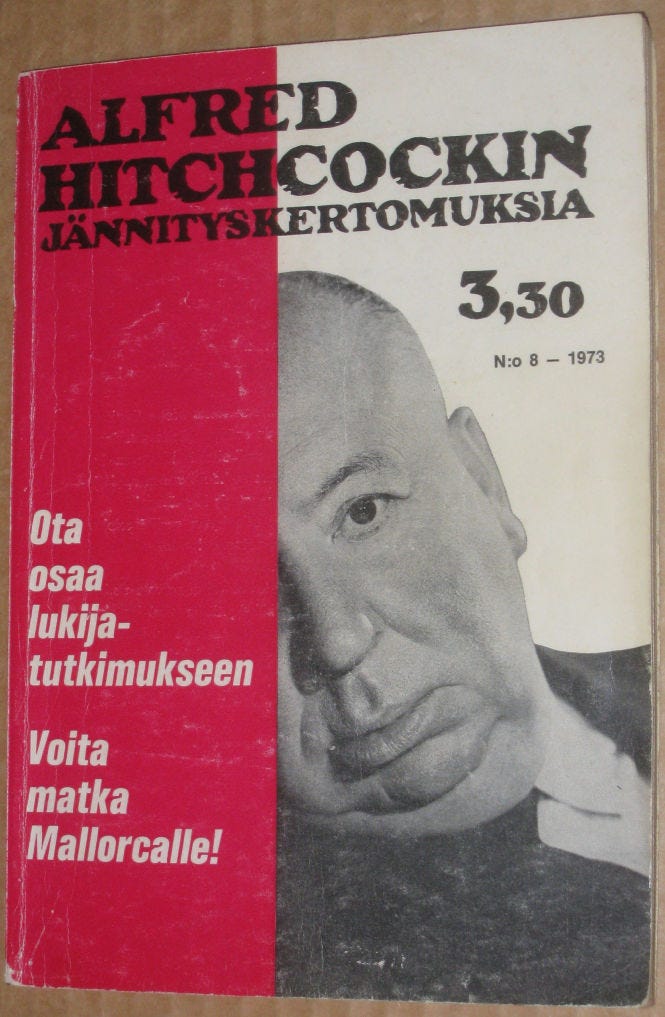 ALFRED
HITCHCOCKIN
JÄNNITYSKERTOMUKSIA
3,30
N:o 8 – 1973
Ota
osaa
lukija-
tutkimukseen
Voita
matka
Mallorcalle!